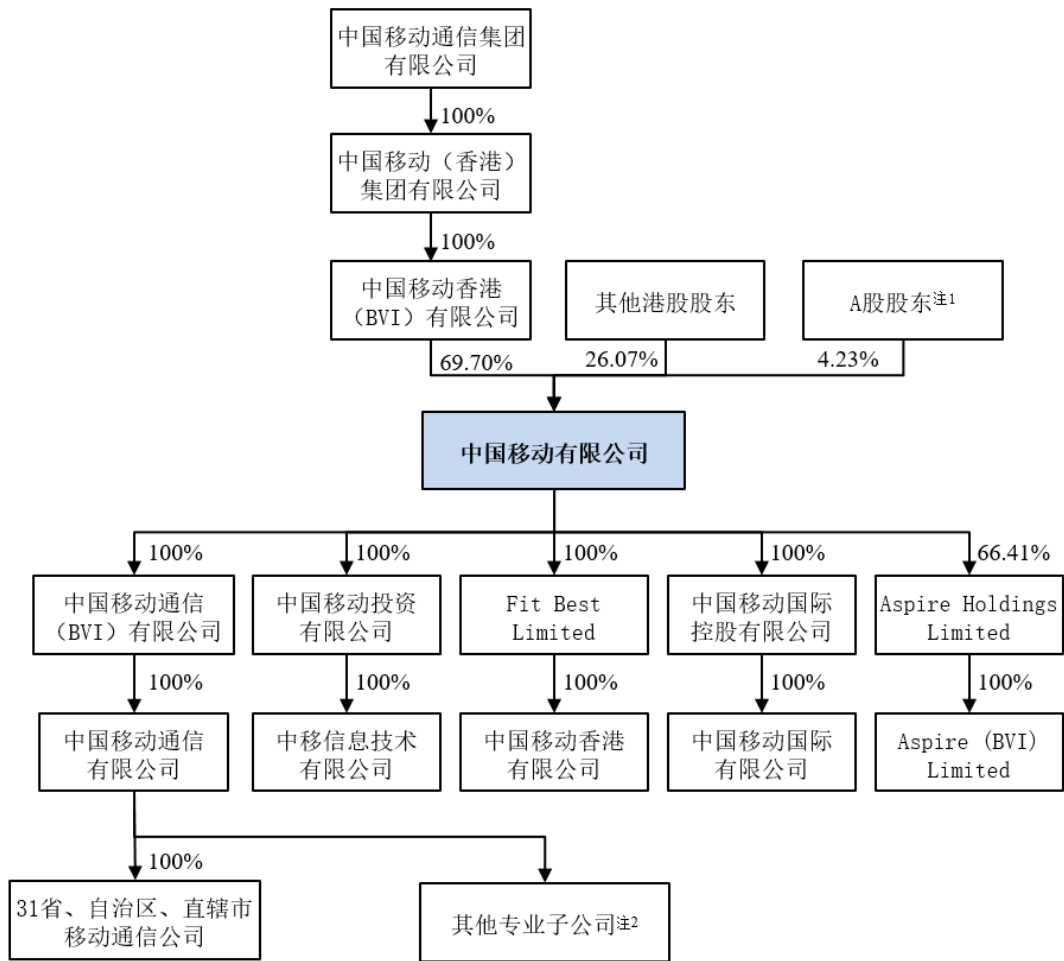 中国移动通信集团
有限公司
100%
中国移动（香港）
集团有限公司
100%
中国移动香港
（BVI）有限公司
其他港股股东
A股股东注1
69.70%
26.07%
4.23%
中国移动有限公司
100%
100%
100%
100%
66.41%
中国移动通信
（BVI）有限公司
中国移动投资
有限公司
Fit Best
Limited
中国移动国际
控股有限公司
Aspire Holdings
Limited
100%
100%
100%
100%
100%
中国移动通信
有限公司
中移信息技术
有限公司
中国移动香港
有限公司
中国移动国际
有限公司
Aspire (BVI)
Limited
100%
31省、自治区、直辖市
移动通信公司
其他专业子公司注2